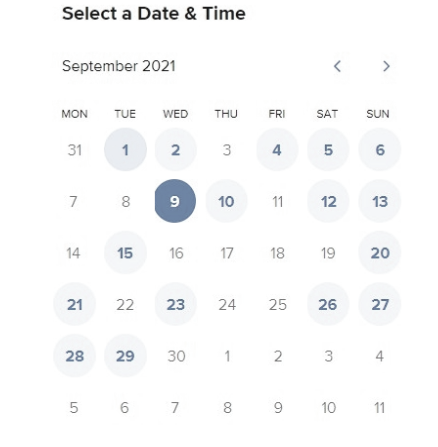 Select a Date & Time
September 2021
MON TUE WED THU FRI SAT SUN
31 1 2 3 4 5 6
7 8 9 10 11 12 13
14 15 16 17 18 19 20
21 22 23 24 25 26 27
28 29 30 1 2 3 4
5 6 7 8 9 10 11